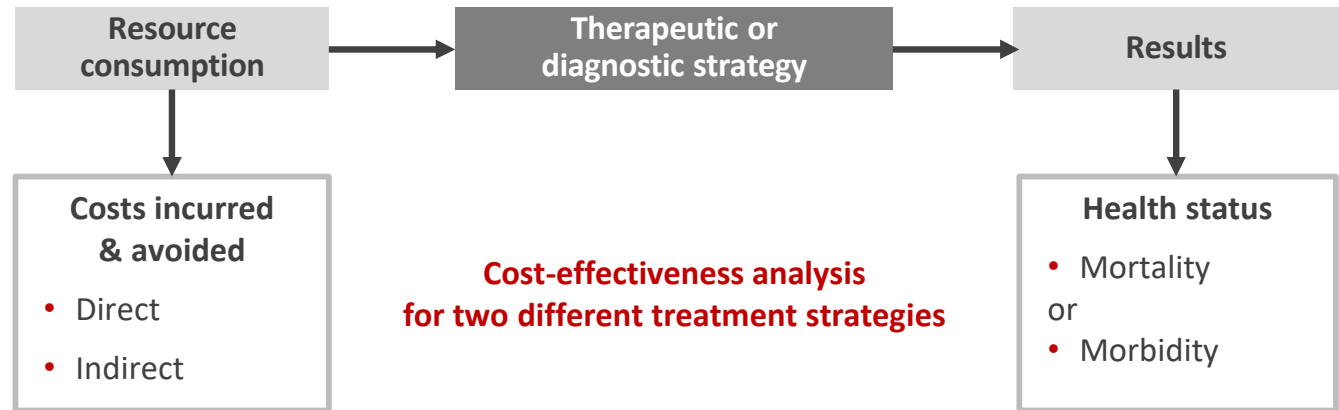 Resource
consumption
Therapeutic or
diagnostic strategy
Results
Costs incurred
& avoided
• Direct
• Indirect
Cost-effectiveness analysis
for two different treatment strategies
Health status
• Mortality
or
• Morbidity